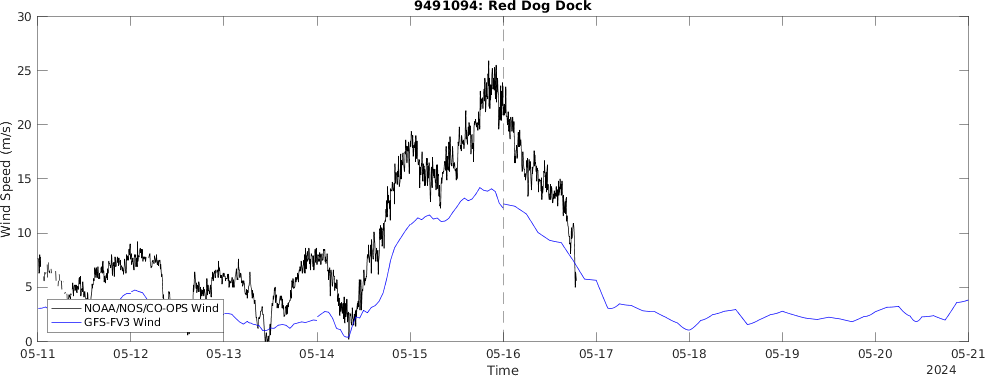 9491094: Red Dog Dock
30
25
20
15
10
5
0
Wind Speed (m/s)
NOAA/NOS/CO-OPS Wind
GFS-FV3 Wind
05-11 05-12 05-13 05-14 05-15 05-16 05-17 05-18 05-19 05-20 05-21
Time
2024